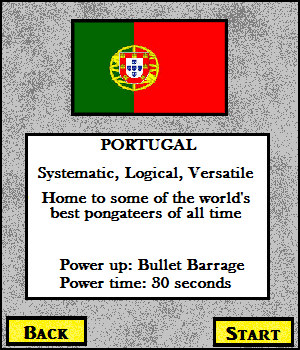 PORTUGAL
Systematic, Logical, Versatile
Home to some of the world's
best pongateers of all time
Power up: Bullet Barrage
Power time: 30 seconds
Back
Start